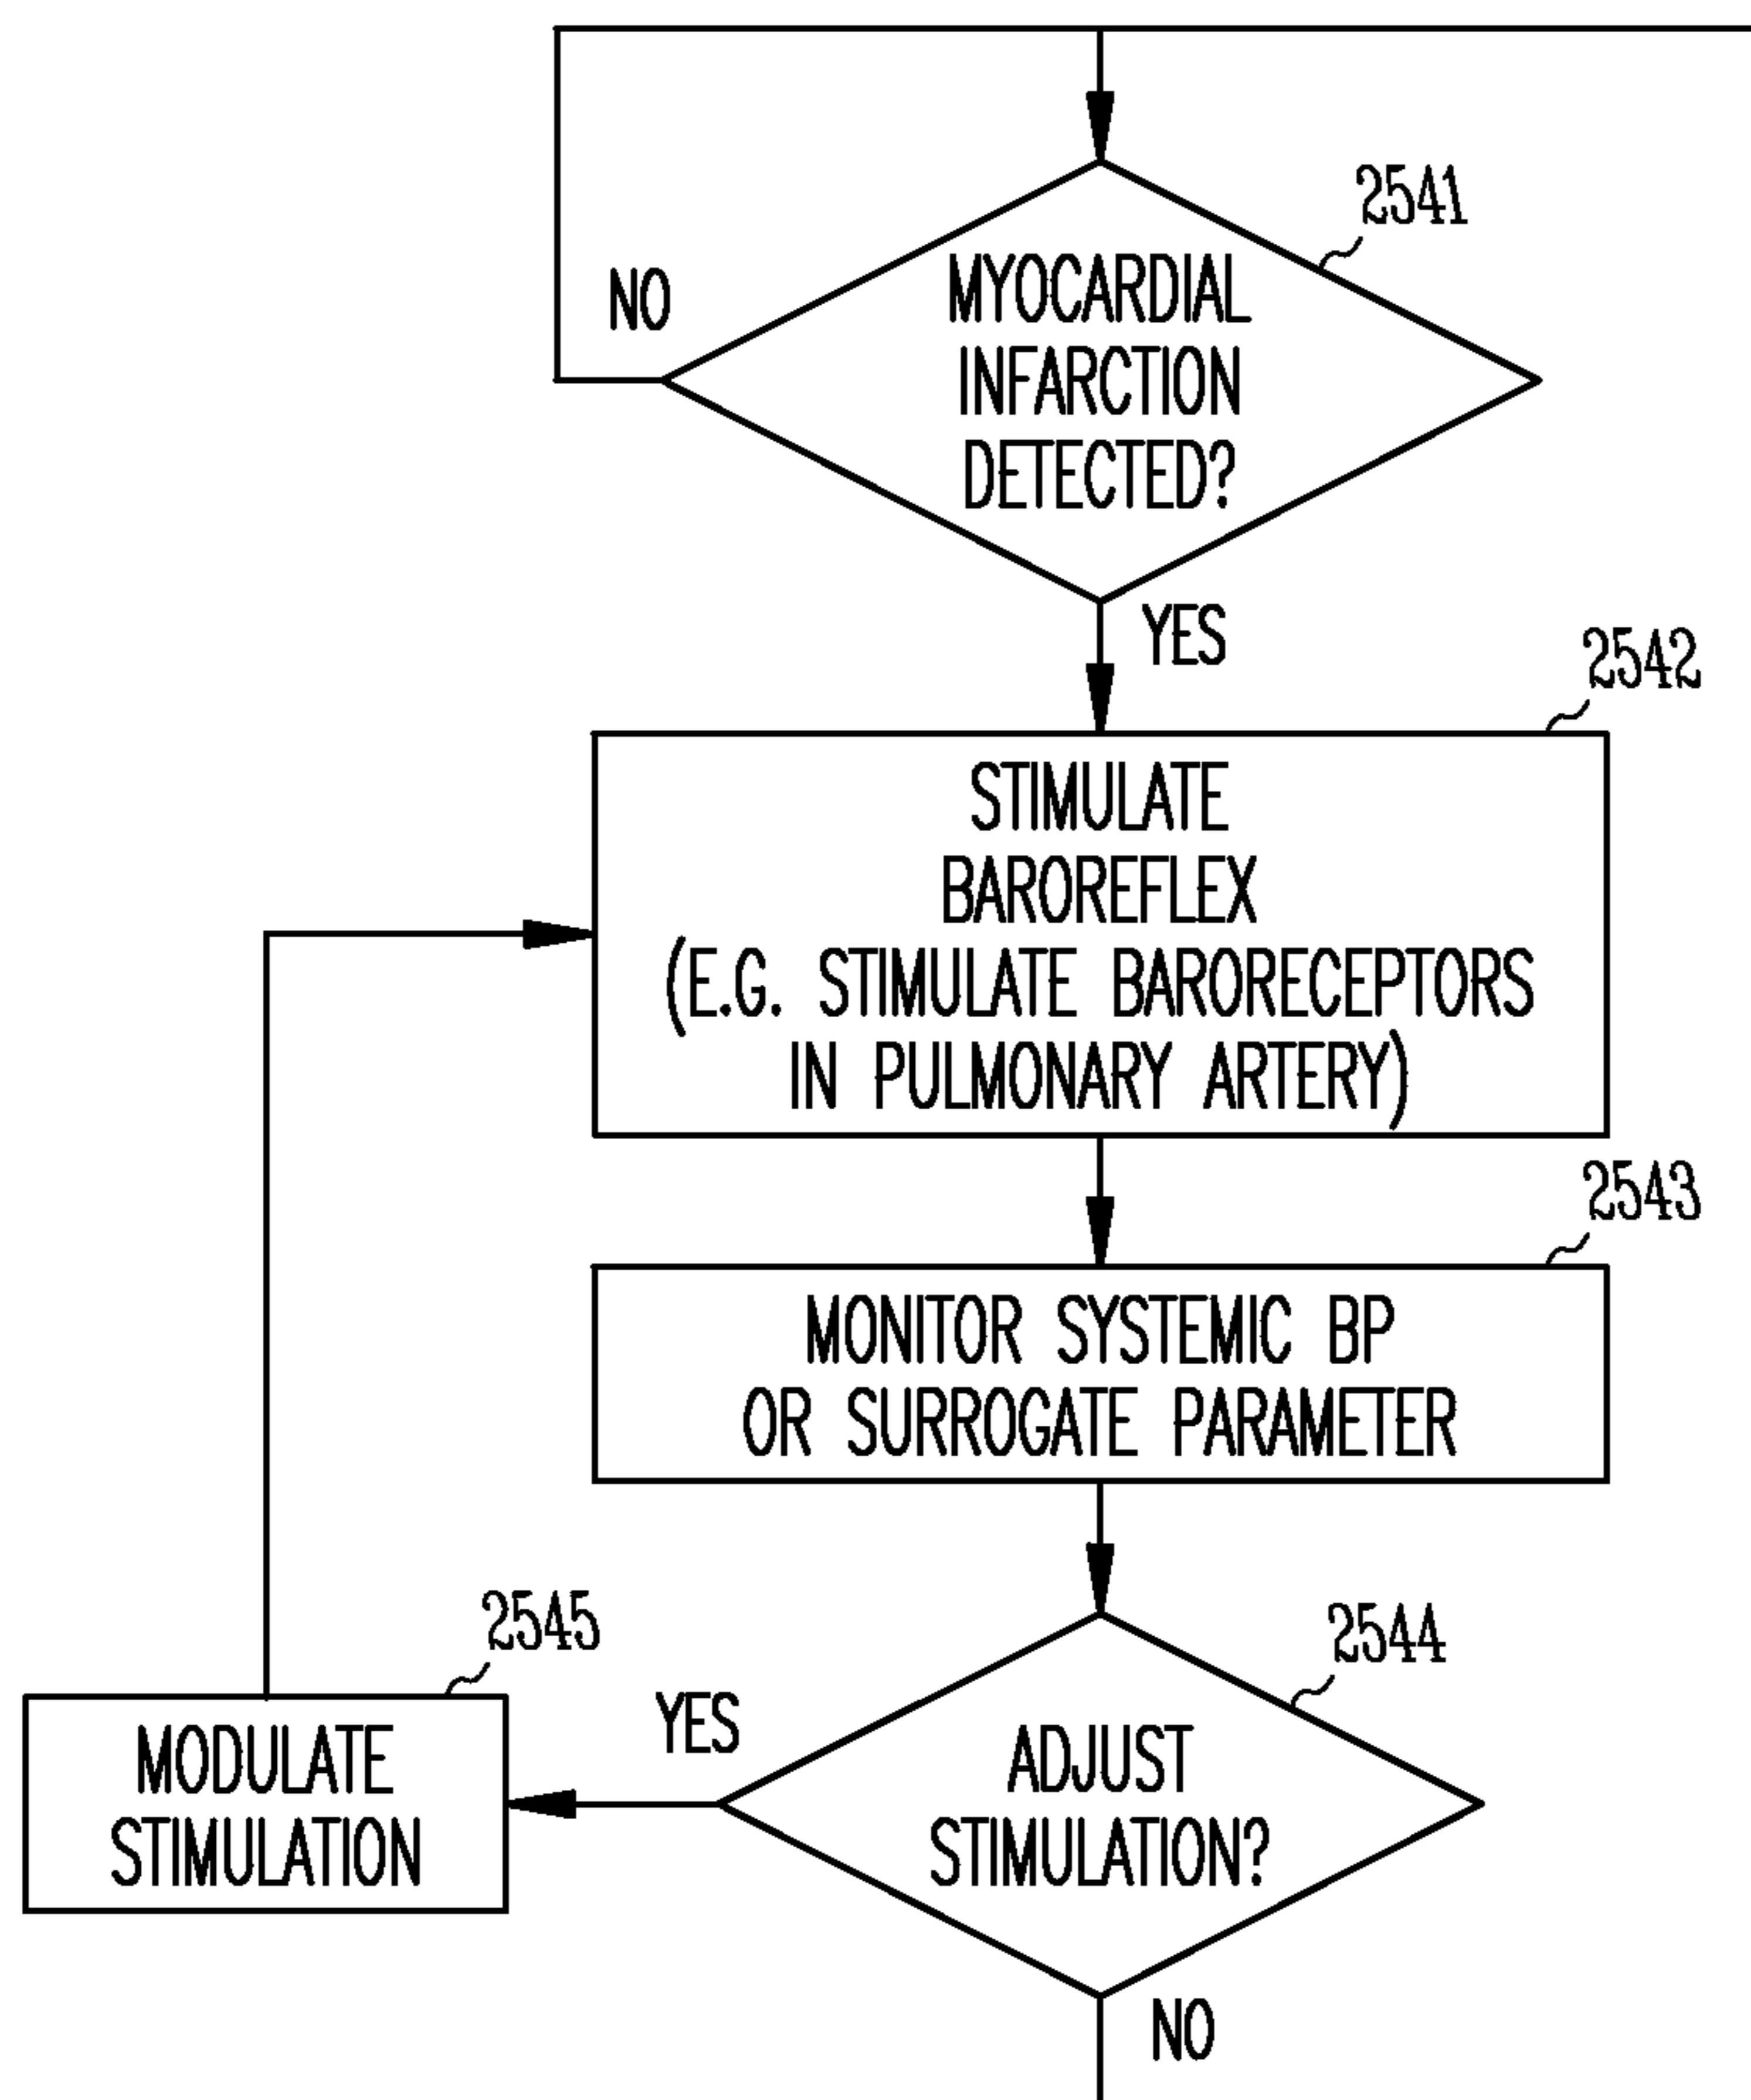 2541
MYOCARDIAL
INFARCTION
DETECTED?
NO
YES
2542
STIMULATE
BAROREFLEX
(E.G. STIMULATE BARORECEPTORS
IN PULMONARY ARTERY)
2543
MONITOR SYSTEMIC BP
OR SURROGATE PARAMETER
2544
ADJUST
STIMULATION?
YES
2545
MODULATE
STIMULATION
NO